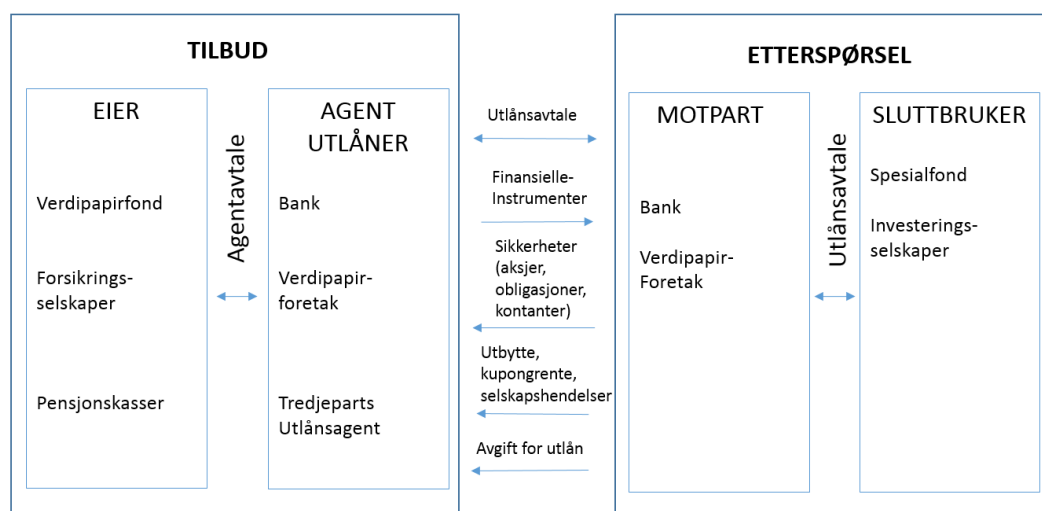 TILBUD
EIER
Verdipapirfond
Forsikrings-
selskaper
Pensjonskasser
Agentavtale
AGENT
UTLÅNER
Bank
Verdipapir-
foretak
Tredjeparts
Utlånsagent
Utlånsavtale
Finansielle-
Instrumenter
Sikkerheter
(aksjer,
obligasjoner,
kontanter)
Utbytte,
kupongrente,
selskapshendelser
Avgift for utlån
ETTERSPØRSEL
MOTPART
Bank
Verdipapir-
Foretak
Utlånsavtale
SLUTTBRUKER
Spesialfond
Investerings-
selskaper